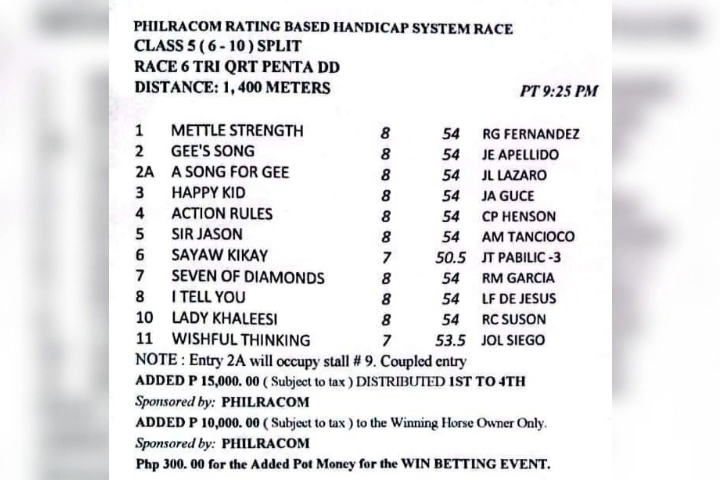 PHILRACOM RATING BASED HANDICAP SYSTEM RACE
CLASS 5 ( 6 - 10 ) SPLIT
RACE 6 TRI QRT PENTA DD
DISTANCE: 1, 400 METERS PT 9:25 PM
1 METTLE STRENGTH 8 54 RG FERNANDEZ
2 GEE'S SONG 8 54 JE APELLIDO
2A A SONG FOR GEE 8 54 JL LAZARO
3 HAPPY KID 8 54 JA GUCE
4 ACTION RULES 8 54 CP HENSON
5 SIR JASON 8 54 AM TANCIOCO
6 SAYAW KIKAY 7 50.5 JT PABILIC -3
7 SEVEN OF DIAMONDS 8 54 RM GARCIA
8 I TELL YOU 8 54 LF DE JESUS
10 LADY KHALEESI 8 54 RC SUSON
11 WISHFUL THINKING 7 53.5 JOL SIEGO
NOTE : Entry 2A will occupy stall # 9. Coupled entry
ADDED P 15,000. 00 ( Subject to tax ) DISTRIBUTED 1ST TO 4TH
Sponsored by: PHILRACOM
ADDED P 10,000. 00 ( Subject to tax ) to the Winning Horse Owner Only.
Sponsored by: PHILRACOM
Php 300. 00 for the Added Pot Money for the WIN BETTING EVENT.